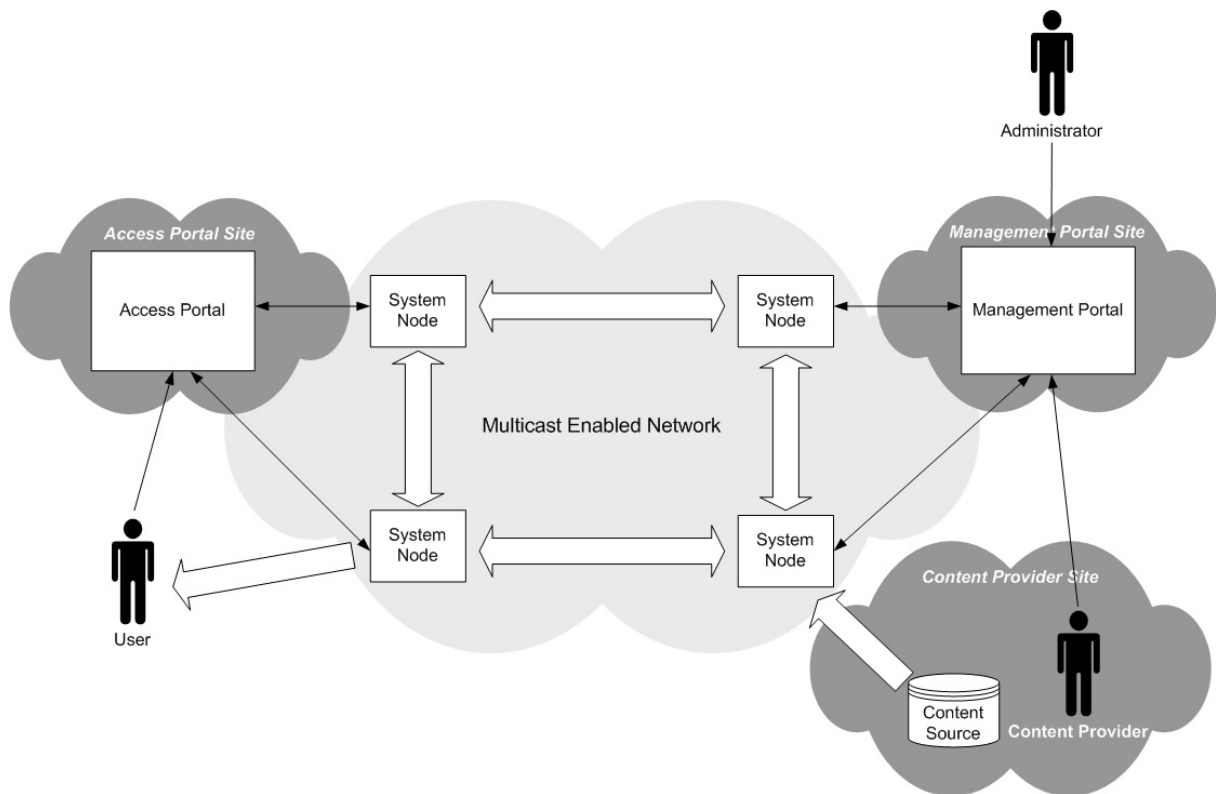 Administrator
Access Portal Site
Management Portal Site
Access Portal
System
Node
System
Node
Management Portal
Multicast Enabled Network
System
Node
System
Node
Content Provider Site
User
Content
Source
Content Provider